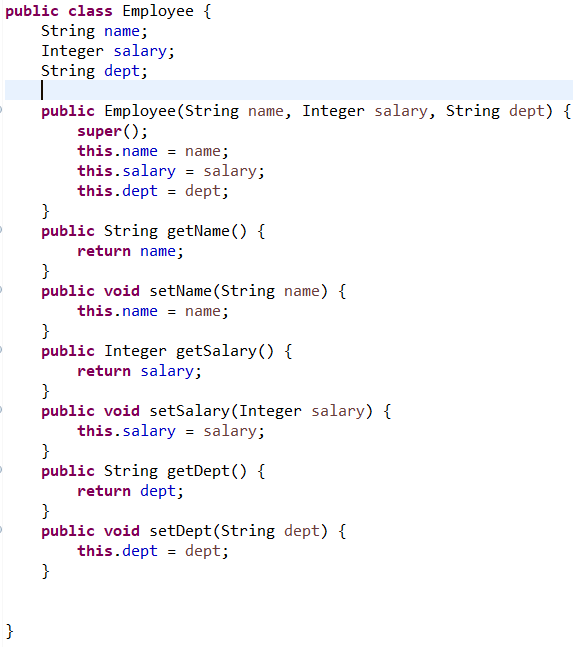 public class Employee {
    String name;
    Integer salary;
    String dept;
    public Employee(String name, Integer salary, String dept) {
        super();
        this.name = name;
        this.salary = salary;
        this.dept = dept;
    }
    public String getName() {
        return name;
    }
    public void setName(String name) {
        this.name = name;
    }
    public Integer getSalary() {
        return salary;
    }
    public void setSalary(Integer salary) {
        this.salary = salary;
    }
    public String getDept() {
        return dept;
    }
    public void setDept(String dept) {
        this.dept = dept;
    }
}